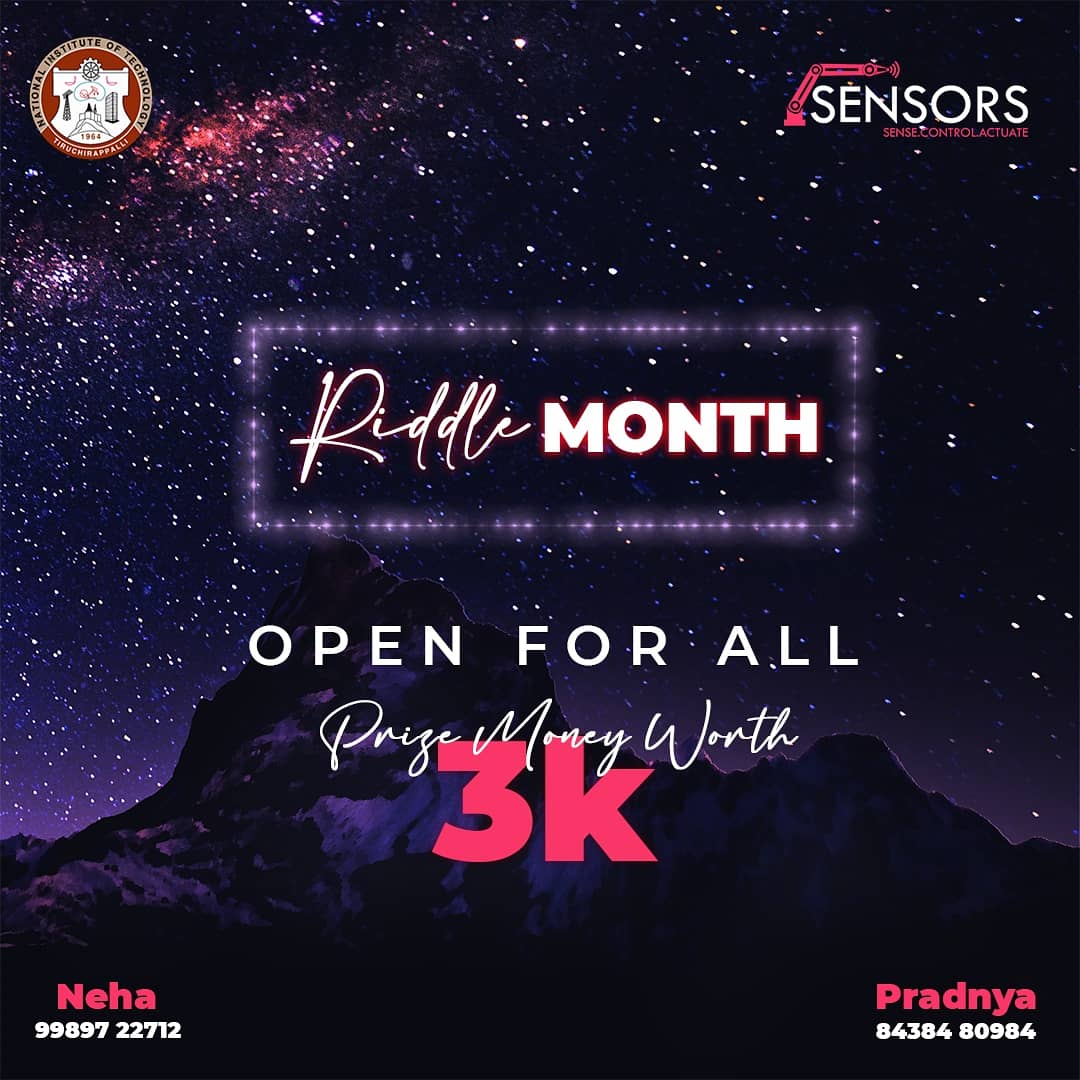 NATIONAL INSTITUTE OF TECHNOLOGY
1964
TIRUCHIRAPPALLI
SENSORS
SENSE.CONTROL.ACTUATE
Riddle MONTH
OPEN FOR ALL
Prize Money Worth
3k
Neha
99897 22712
Pradnya
84384 80984